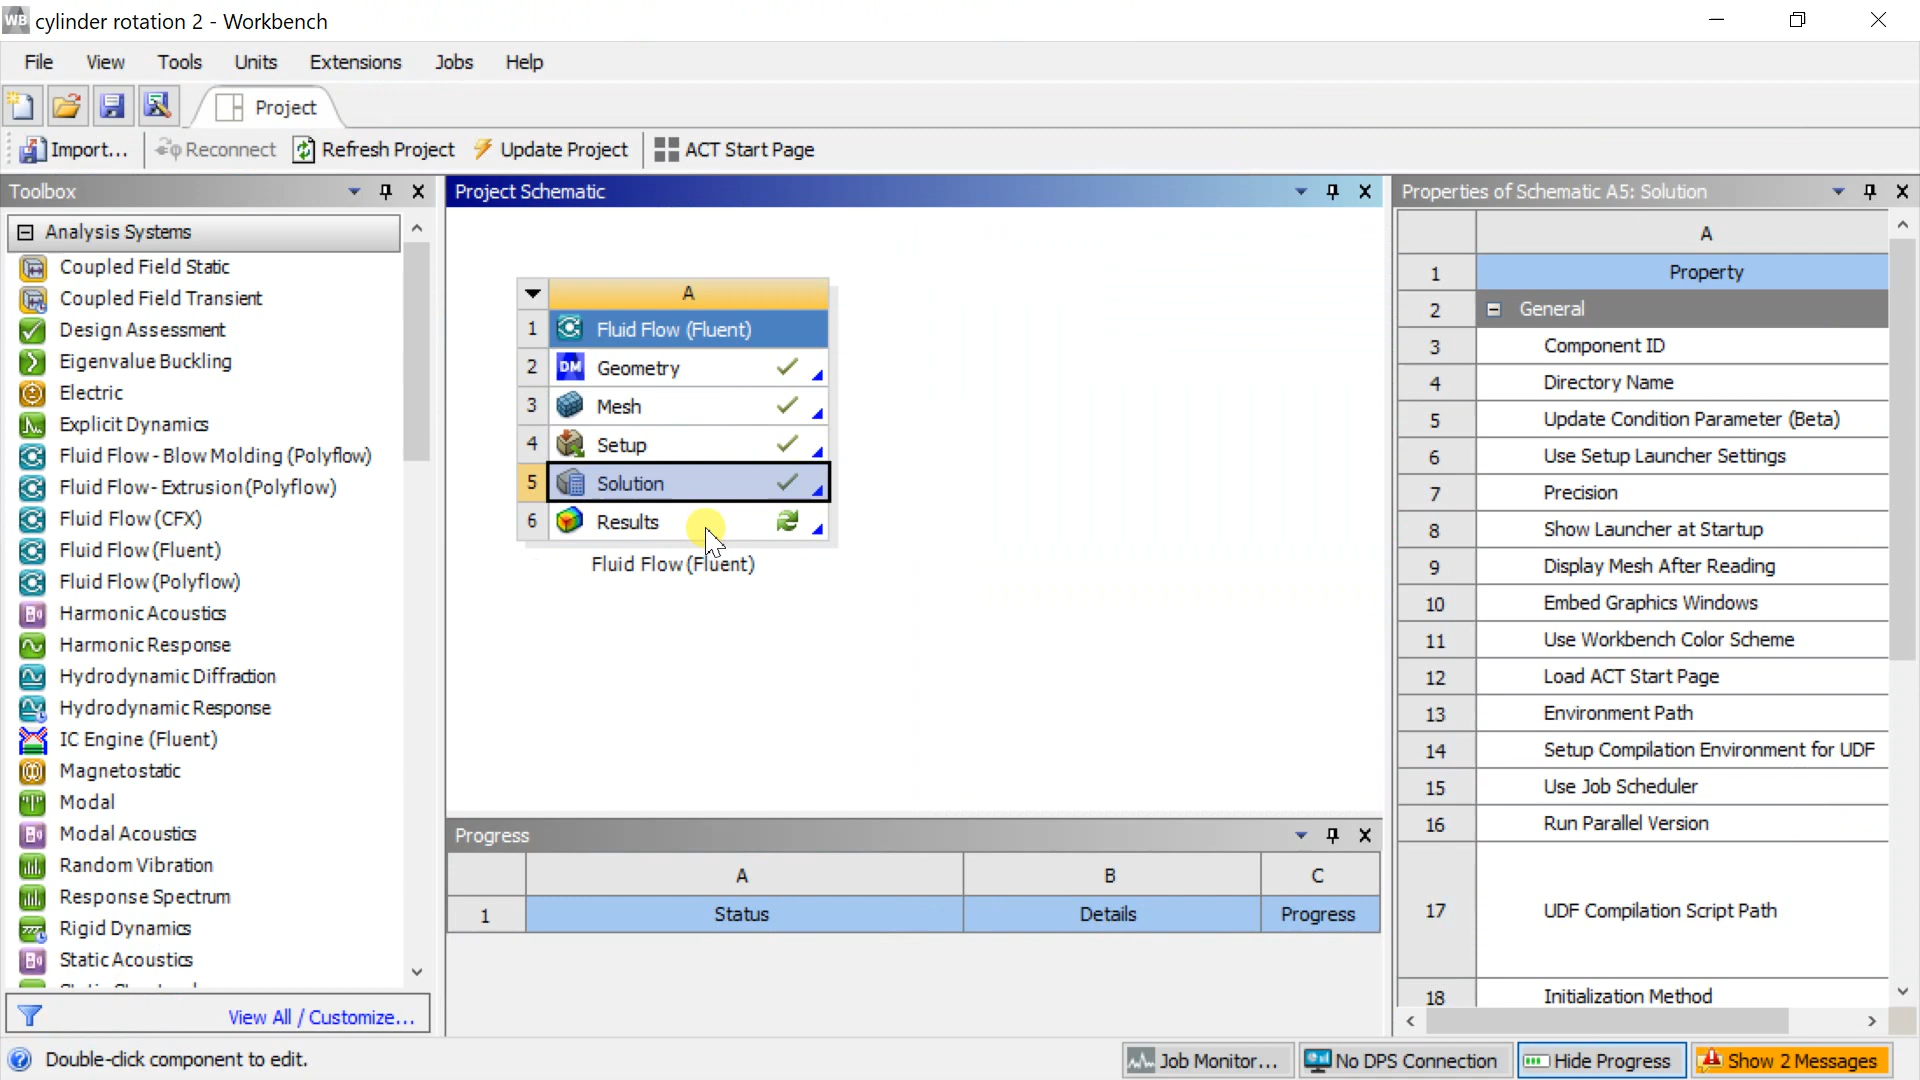 WB cylinder rotation 2 - Workbench
File View Tools Units Extensions Jobs Help
Project
Import... Reconnect Refresh Project Update Project ACT Start Page
Toolbox
Analysis Systems
Coupled Field Static
Coupled Field Transient
Design Assessment
Eigenvalue Buckling
Electric
Explicit Dynamics
Fluid Flow - Blow Molding (Polyflow)
Fluid Flow - Extrusion (Polyflow)
Fluid Flow (CFX)
Fluid Flow (Fluent)
Fluid Flow (Polyflow)
Harmonic Acoustics
Harmonic Response
Hydrodynamic Diffraction
Hydrodynamic Response
IC Engine (Fluent)
Magnetostatic
Modal
Modal Acoustics
Random Vibration
Response Spectrum
Rigid Dynamics
Static Acoustics
View All / Customize...
Project Schematic
A
1 Fluid Flow (Fluent)
2 DM Geometry
3 Mesh
4 Setup
5 Solution
6 Results
Fluid Flow (Fluent)
Progress
A B C
1 Status Details Progress
Properties of Schematic A5: Solution
A
1 Property
2 General
3 Component ID
4 Directory Name
5 Update Condition Parameter (Beta)
6 Use Setup Launcher Settings
7 Precision
8 Show Launcher at Startup
9 Display Mesh After Reading
10 Embed Graphics Windows
11 Use Workbench Color Scheme
12 Load ACT Start Page
13 Environment Path
14 Setup Compilation Environment for UDF
15 Use Job Scheduler
16 Run Parallel Version
17 UDF Compilation Script Path
18 Initialization Method
Double-click component to edit.
Job Monitor... No DPS Connection Hide Progress Show 2 Messages